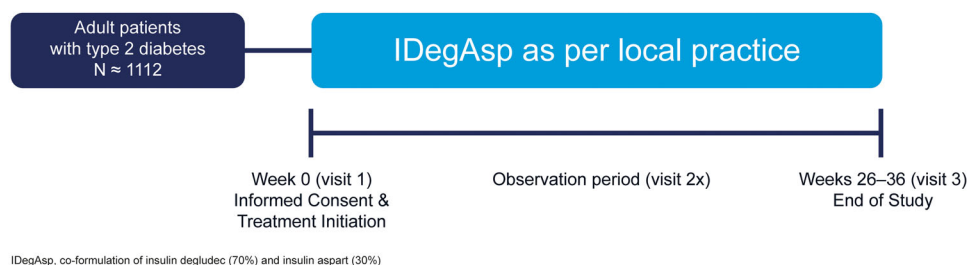 Adult patients
with type 2 diabetes
N ≈ 1112
IDegAsp as per local practice
Week 0 (visit 1)
Informed Consent &
Treatment Initiation
Observation period (visit 2x)
Weeks 26–36 (visit 3)
End of Study
IDegAsp, co-formulation of insulin degludec (70%) and insulin aspart (30%)